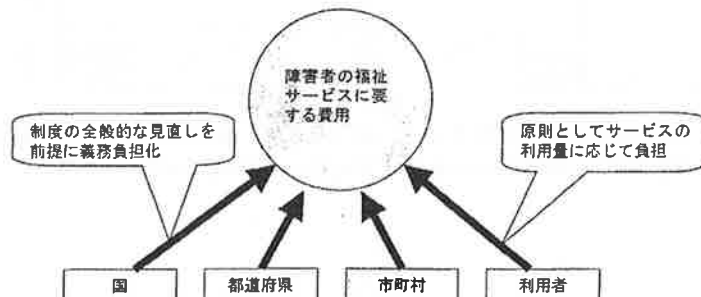 障害者の福祉
サービスに要
する費用
制度の全般的な見直しを
前提に義務負担化
原則としてサービスの
利用量に応じて負担
国
都道府県
市町村
利用者